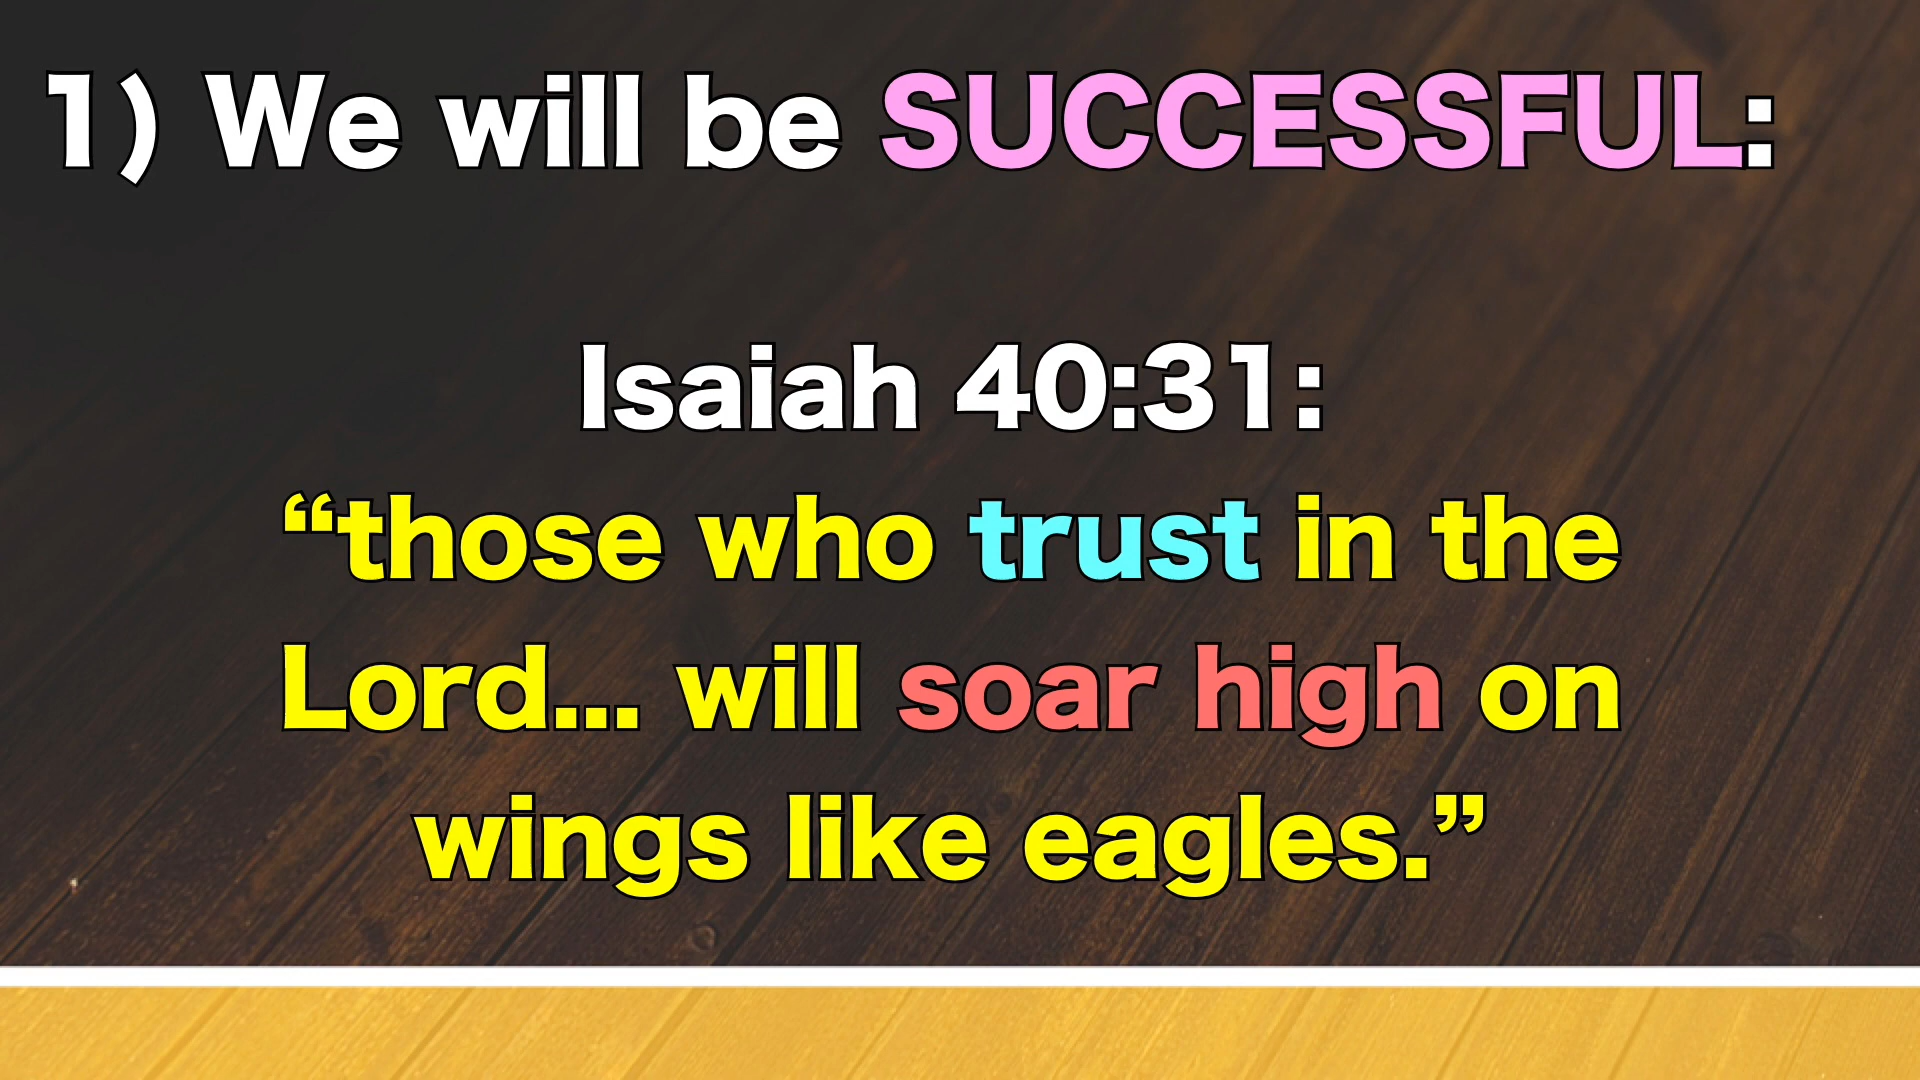 1) We will be SUCCESSFUL:
Isaiah 40:31:
“those who trust in the
Lord... will soar high on
wings like eagles.”